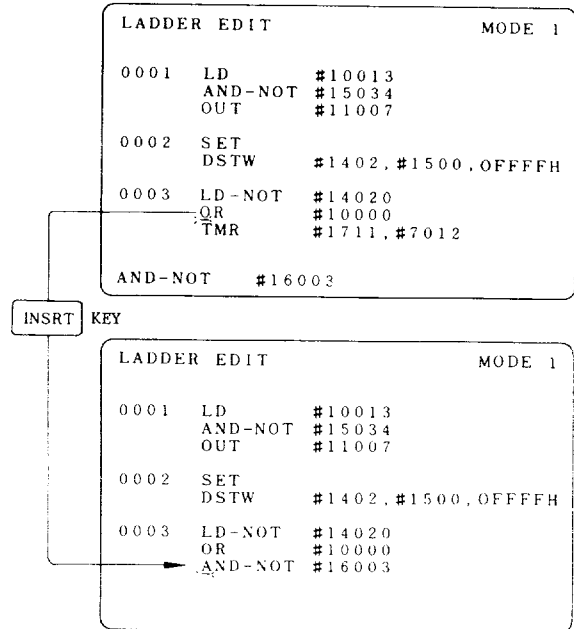 LADDER EDIT MODE 1
0001 LD #10013
AND-NOT #15034
OUT #11007
0002 SET
DSTW #1402,#1500,OFFFFH
0003 LD-NOT #14020
OR #10000
TMR #1711,#7012
AND-NOT #16003
INSRT KEY
LADDER EDIT MODE 1
0001 LD #10013
AND-NOT #15034
OUT #11007
0002 SET
DSTW #1402,#1500,OFFFFH
0003 LD-NOT #14020
OR #10000
AND-NOT #16003